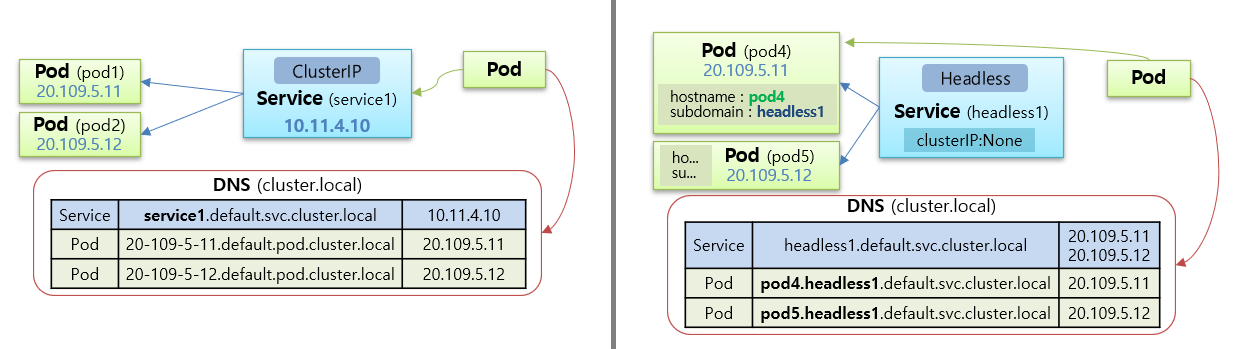 Pod (pod1)
20.109.5.11
Pod (pod2)
20.109.5.12
ClusterIP
Service (service1)
10.11.4.10
Pod
DNS (cluster.local)
Service service1.default.svc.cluster.local 10.11.4.10
Pod 20-109-5-11.default.pod.cluster.local 20.109.5.11
Pod 20-109-5-12.default.pod.cluster.local 20.109.5.12
Pod (pod4)
20.109.5.11
hostname : pod4
subdomain : headless1
ho...
su...
Pod (pod5)
20.109.5.12
Headless
Service (headless1)
clusterIP:None
Pod
DNS (cluster.local)
Service headless1.default.svc.cluster.local 20.109.5.11
20.109.5.12
Pod pod4.headless1.default.svc.cluster.local 20.109.5.11
Pod pod5.headless1.default.svc.cluster.local 20.109.5.12